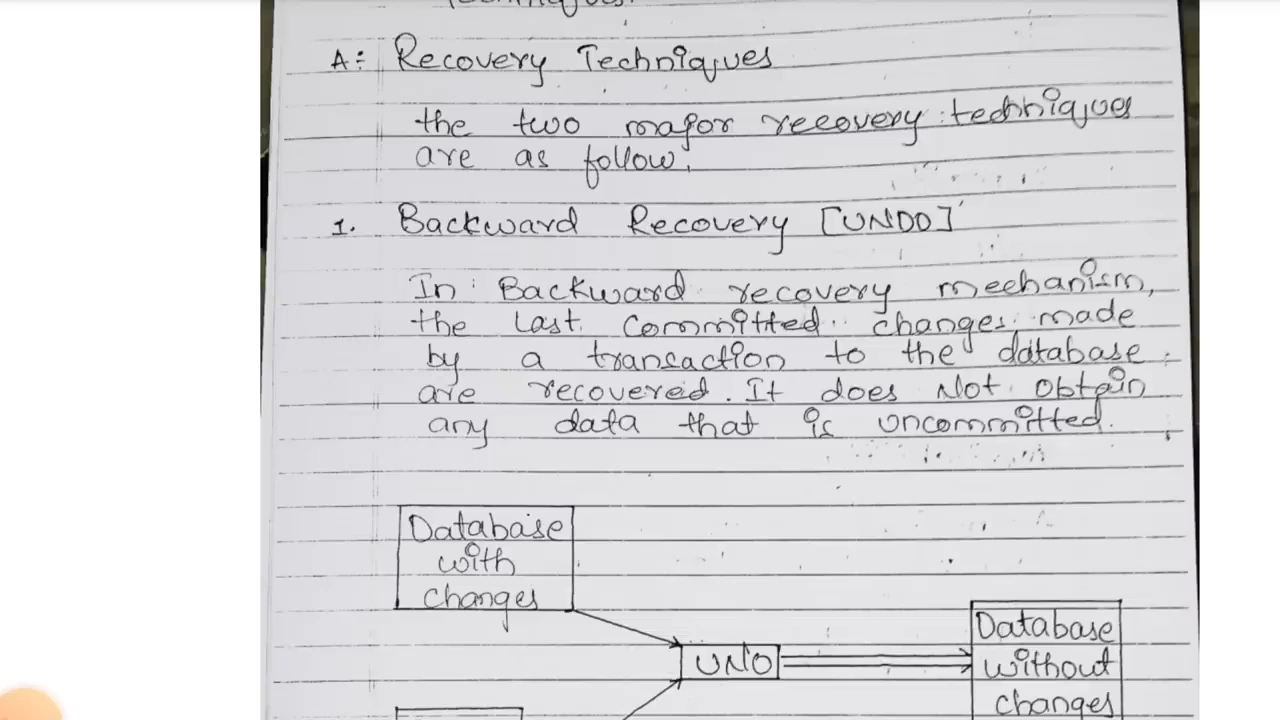 Techniques.
A:- Recovery Techniques
the two major recovery techniques
are as follow.
1. Backward Recovery [UNDO]
In Backward recovery mechanism,
the last committed changes made
by a transaction to the database
are recovered. It does Not obtain
any data that is uncommitted.
Database
with
changes
UNO
Database
without
changes